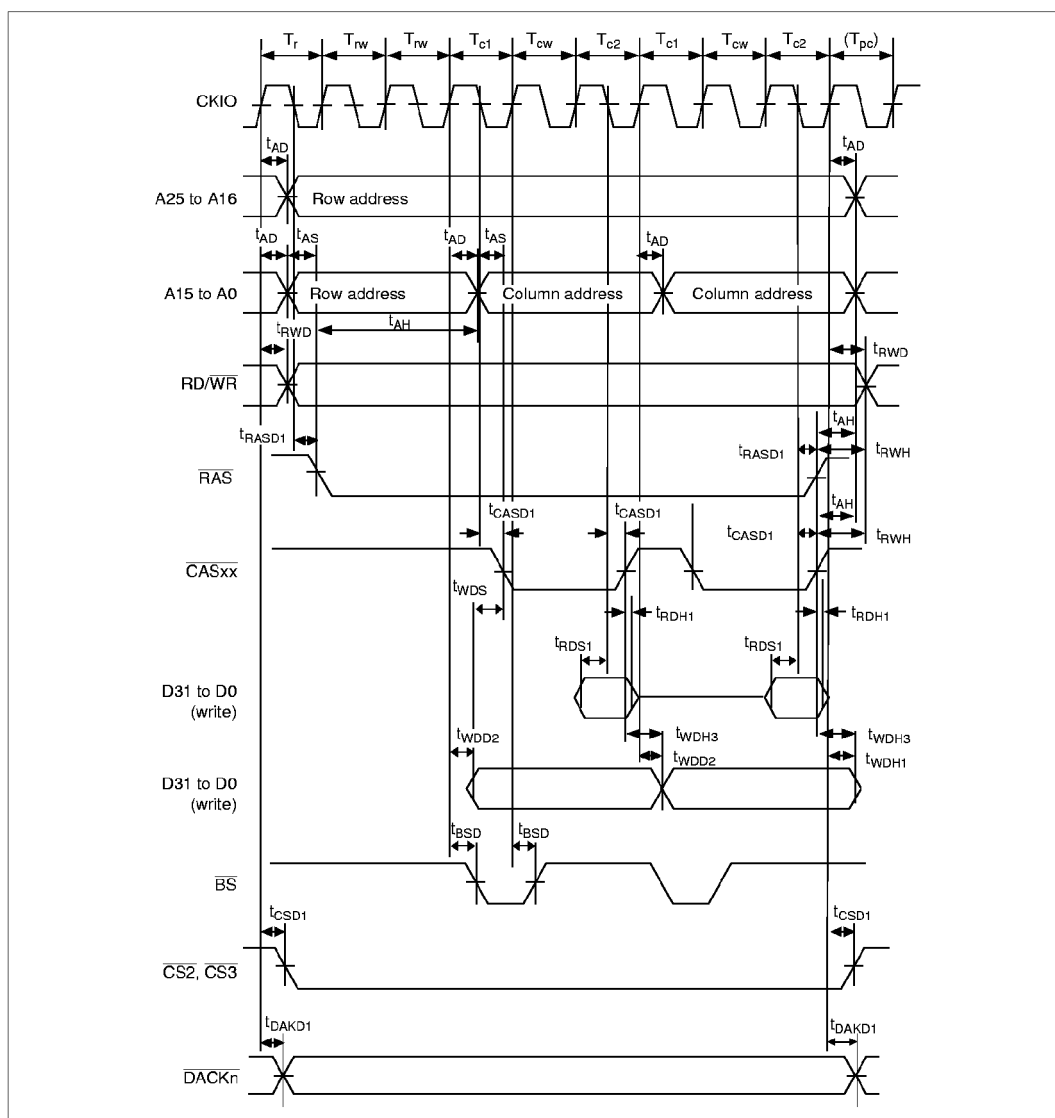 Tr Trw Trw Tc1 Tcw Tc2 Tc1 Tcw Tc2 (Tpc)
CKIO
tAD tAD
A25 to A16 Row address
tAD tAS tAD tAS tAD
A15 to A0 Row address Column address Column address
tAH
tRWD tRWD
RD/WR
tAH
tRASD1 tRASD1 tRWH
RAS
tAH
tCASD1 tCASD1 tCASD1 tRWH
CASxx
tWDS
tRDH1 tRDH1
tRDS1 tRDS1
D31 to D0
(write)
tWDD2 tWDH3 tWDH3
tWDD2 tWDH1
D31 to D0
(write)
tBSD tBSD
BS
tCSD1 tCSD1
CS2, CS3
tDAKD1 tDAKD1
DACKn